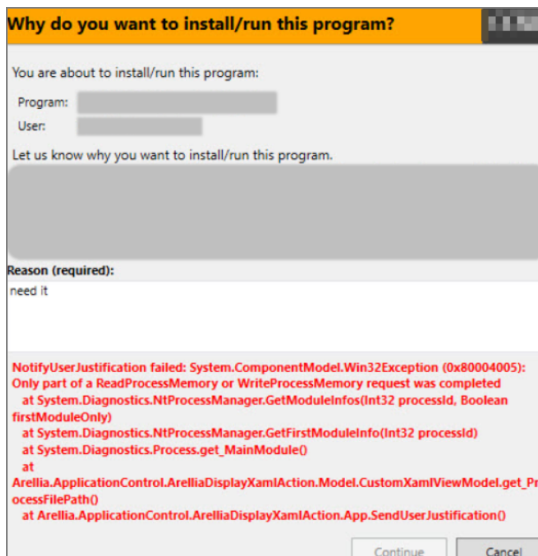 Why do you want to install/run this program?
You are about to install/run this program:
Program:
User:
Let us know why you want to install/run this program.
Reason (required):
need it
NotifyUserJustification failed: System.ComponentModel.Win32Exception (0x80004005):
Only part of a ReadProcessMemory or WriteProcessMemory request was completed
at System.Diagnostics.NtProcessManager.GetModuleInfos(Int32 processId, Boolean
firstModuleOnly)
at System.Diagnostics.NtProcessManager.GetFirstModuleInfo(Int32 processId)
at System.Diagnostics.Process.get_MainModule()
at
Arellia.ApplicationControl.ArelliaDisplayXamlAction.Model.CustomXamlViewModel.get_Pr
ocessFilePath()
at Arellia.ApplicationControl.ArelliaDisplayXamlAction.App.SendUserJustification()
Continue
Cancel